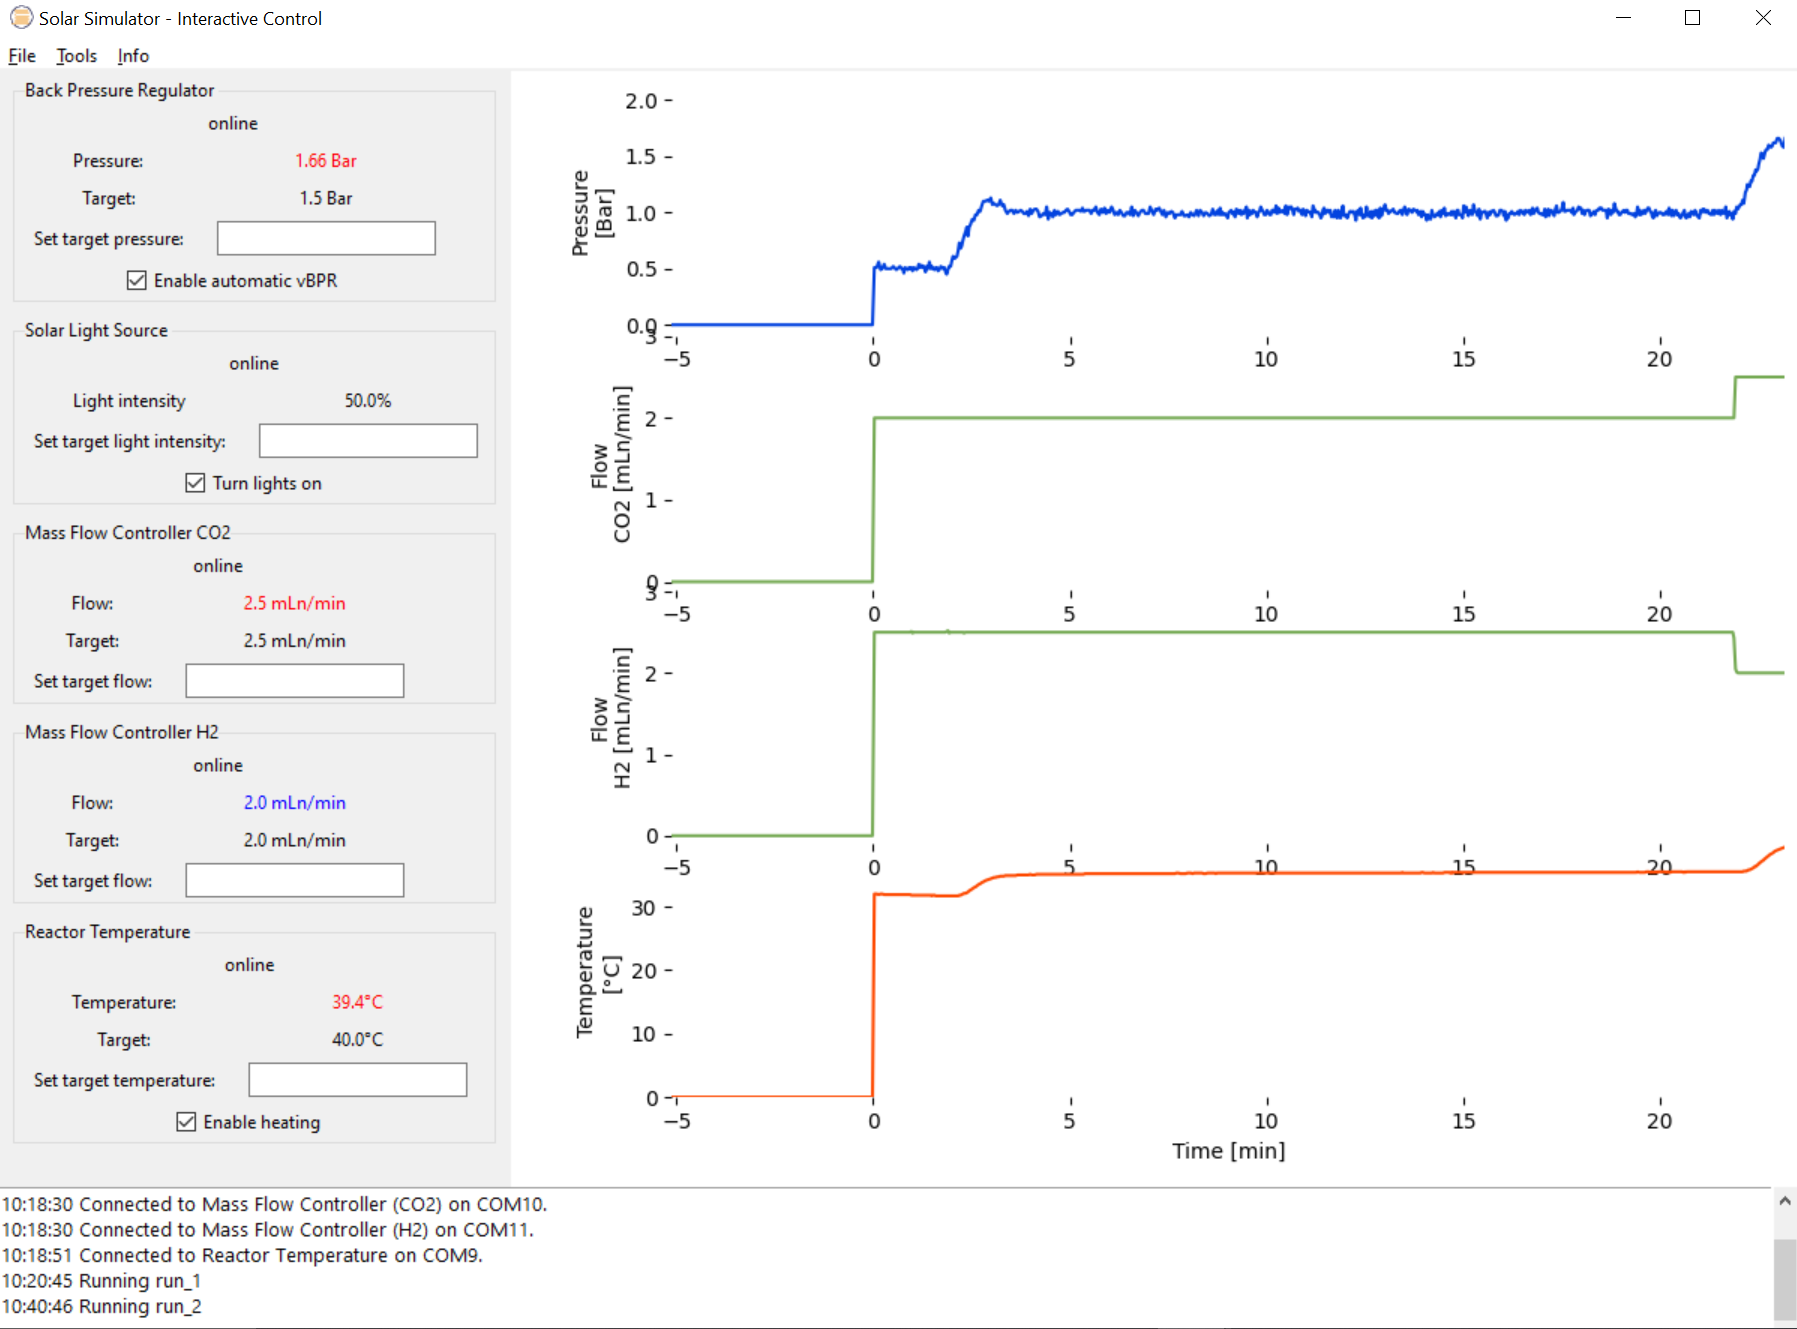 Solar Simulator - Interactive Control
File Tools Info
Back Pressure Regulator
online
Pressure: 1.66 Bar
Target: 1.5 Bar
Set target pressure:
Enable automatic vBPR
Solar Light Source
online
Light intensity 50.0%
Set target light intensity:
Turn lights on
Mass Flow Controller CO2
online
Flow: 2.5 mLn/min
Target: 2.5 mLn/min
Set target flow:
Mass Flow Controller H2
online
Flow: 2.0 mLn/min
Target: 2.0 mLn/min
Set target flow:
Reactor Temperature
online
Temperature: 39.4°C
Target: 40.0°C
Set target temperature:
Enable heating
Pressure
[Bar]
2.0
1.5
1.0
0.5
0.0
−5 0 5 10 15 20
Flow
CO2 [mLn/min]
3
2
1
0
−5 0 5 10 15 20
Flow
H2 [mLn/min]
3
2
1
0
−5 0 5 10 15 20
Temperature
[°C]
30
20
10
0
−5 0 5 10 15 20
Time [min]
10:18:30 Connected to Mass Flow Controller (CO2) on COM10.
10:18:30 Connected to Mass Flow Controller (H2) on COM11.
10:18:51 Connected to Reactor Temperature on COM9.
10:20:45 Running run_1
10:40:46 Running run_2